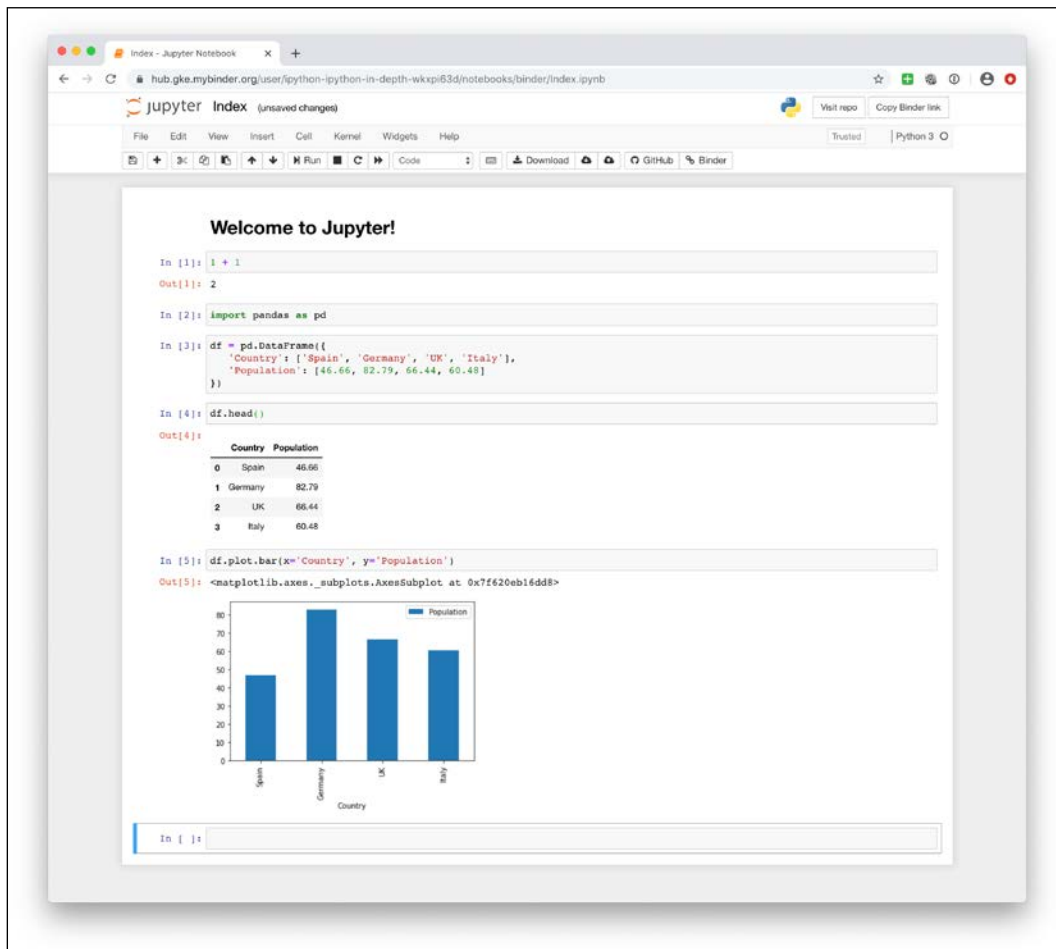 Index - Jupyter Notebook
hub.gke.mybinder.org/user/ipython-ipython-in-depth-wkxpi63d/notebooks/binder/Index.ipynb
jupyter Index (unsaved changes)
Visit repo Copy Binder link
File Edit View Insert Cell Kernel Widgets Help
Trusted Python 3
Run Code Download GitHub Binder
Welcome to Jupyter!
In [1]: 1 + 1
Out[1]: 2
In [2]: import pandas as pd
In [3]: df = pd.DataFrame({
'Country': ['Spain', 'Germany', 'UK', 'Italy'],
'Population': [46.66, 82.79, 66.44, 60.48]
})
In [4]: df.head()
Out[4]:
Country Population
0 Spain 46.66
1 Germany 82.79
2 UK 66.44
3 Italy 60.48
In [5]: df.plot.bar(x='Country', y='Population')
Out[5]: <matplotlib.axes._subplots.AxesSubplot at 0x7f620eb16dd8>
Population
80
70
60
50
40
30
20
10
0
Spain Germany UK Italy
Country
In [ ]: